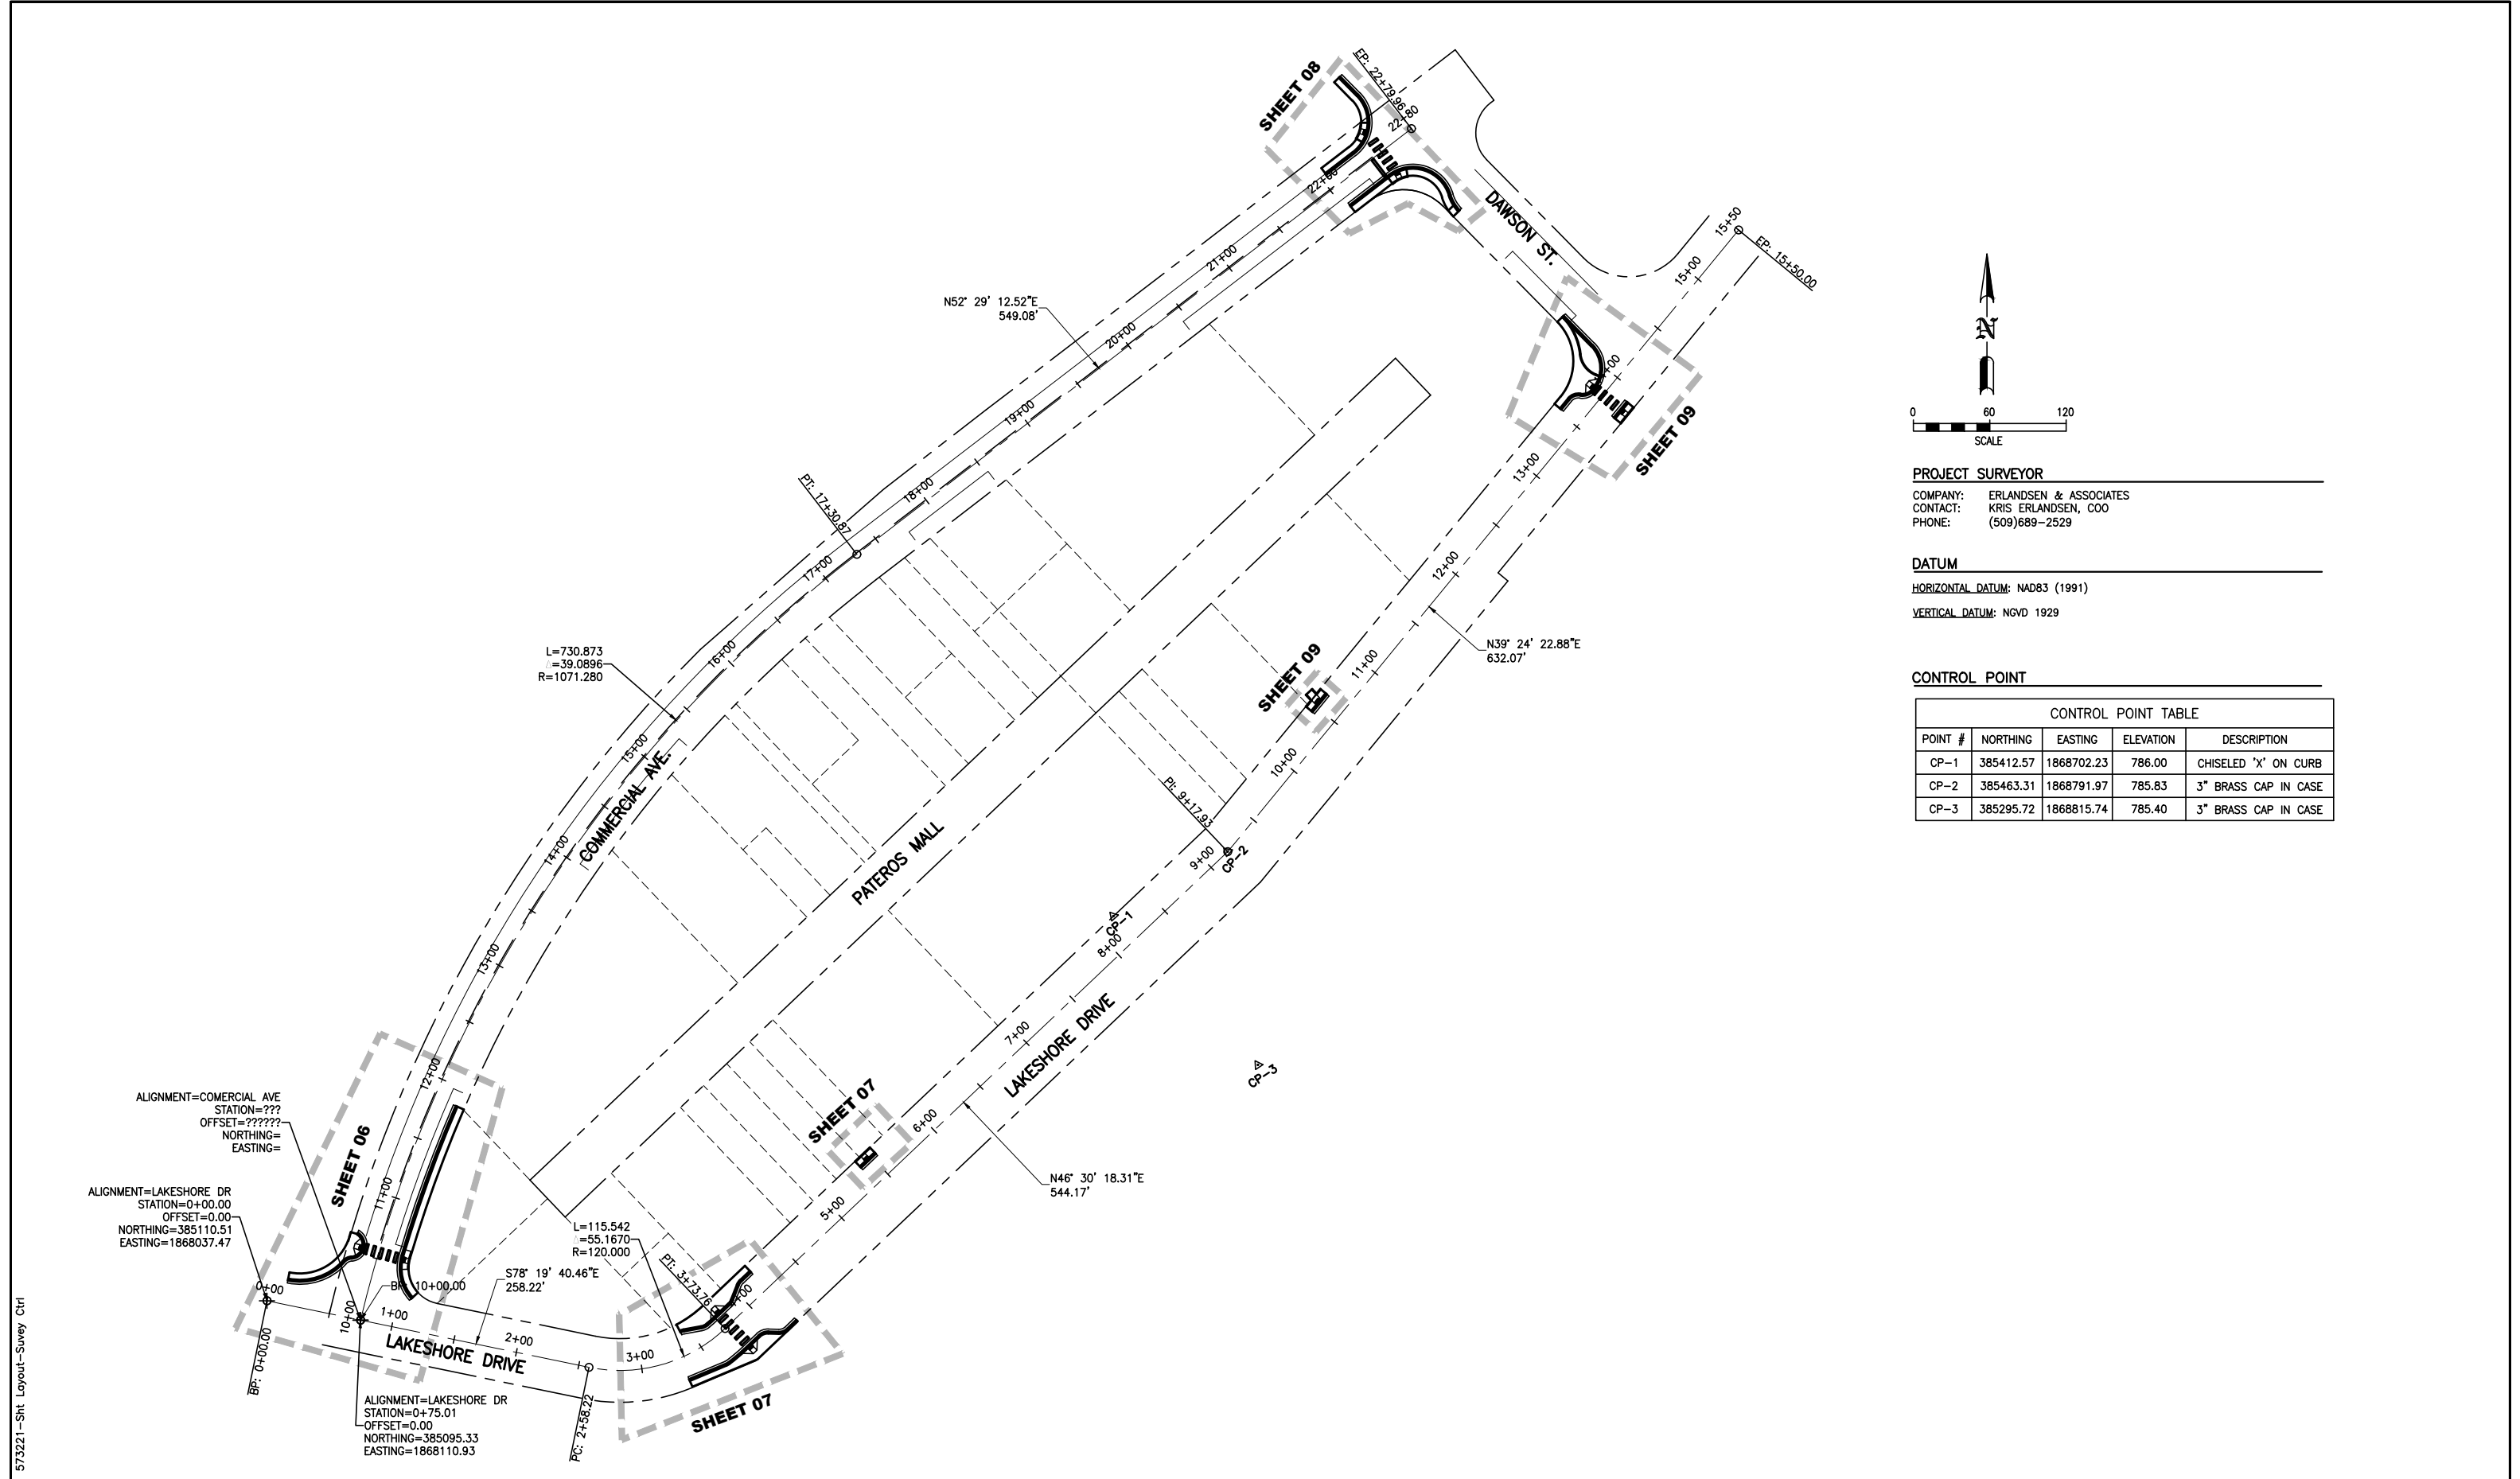 SHEET 08
EP: 22+79.96
22+80
22+60
DAWSON ST.
15+50
EP: 15+50.00
15+00
21+00
N52° 29' 12.52"E
549.08'
20+00
19+00
SHEET 09
13+00
18+00
PT: 17+30.87
17+00
12+00
N39° 24' 22.88"E
632.07'
L=730.873
Δ=39.0896
R=1071.280
16+00
11+00
SHEET 09
15+00
COMMERCIAL AVE.
10+00
PI: 9+17.93
14+00
9+00
CP-2
PATEROS MALL
CP-1
8+00
13+00
7+00
LAKESHORE DRIVE
CP-3
12+00
SHEET 07
6+00
ALIGNMENT=COMERCIAL AVE
STATION=???
OFFSET=??????
NORTHING=
EASTING=
SHEET 06
11+00
N46° 30' 18.31"E
544.17'
5+00
ALIGNMENT=LAKESHORE DR
STATION=0+00.00
OFFSET=0.00
NORTHING=385110.51
EASTING=1868037.47
L=115.542
Δ=55.1670
R=120.000
S78° 19' 40.46"E
258.22'
PT: 3+73.76
0+00
10+00.00
10+00
1+00
2+00
3+00
LAKESHORE DRIVE
BP: 0+00.00
PC: 2+58.22
SHEET 07
ALIGNMENT=LAKESHORE DR
STATION=0+75.01
OFFSET=0.00
NORTHING=385095.33
EASTING=1868110.93
573221-Sht Layout-Suvey Ctrl
N
0 60 120
SCALE
PROJECT SURVEYOR
COMPANY: ERLANDSEN & ASSOCIATES
CONTACT: KRIS ERLANDSEN, COO
PHONE: (509)689-2529
DATUM
HORIZONTAL DATUM: NAD83 (1991)
VERTICAL DATUM: NGVD 1929
CONTROL POINT
CONTROL POINT TABLE
POINT # NORTHING EASTING ELEVATION DESCRIPTION
CP-1 385412.57 1868702.23 786.00 CHISELED 'X' ON CURB
CP-2 385463.31 1868791.97 785.83 3" BRASS CAP IN CASE
CP-3 385295.72 1868815.74 785.40 3" BRASS CAP IN CASE